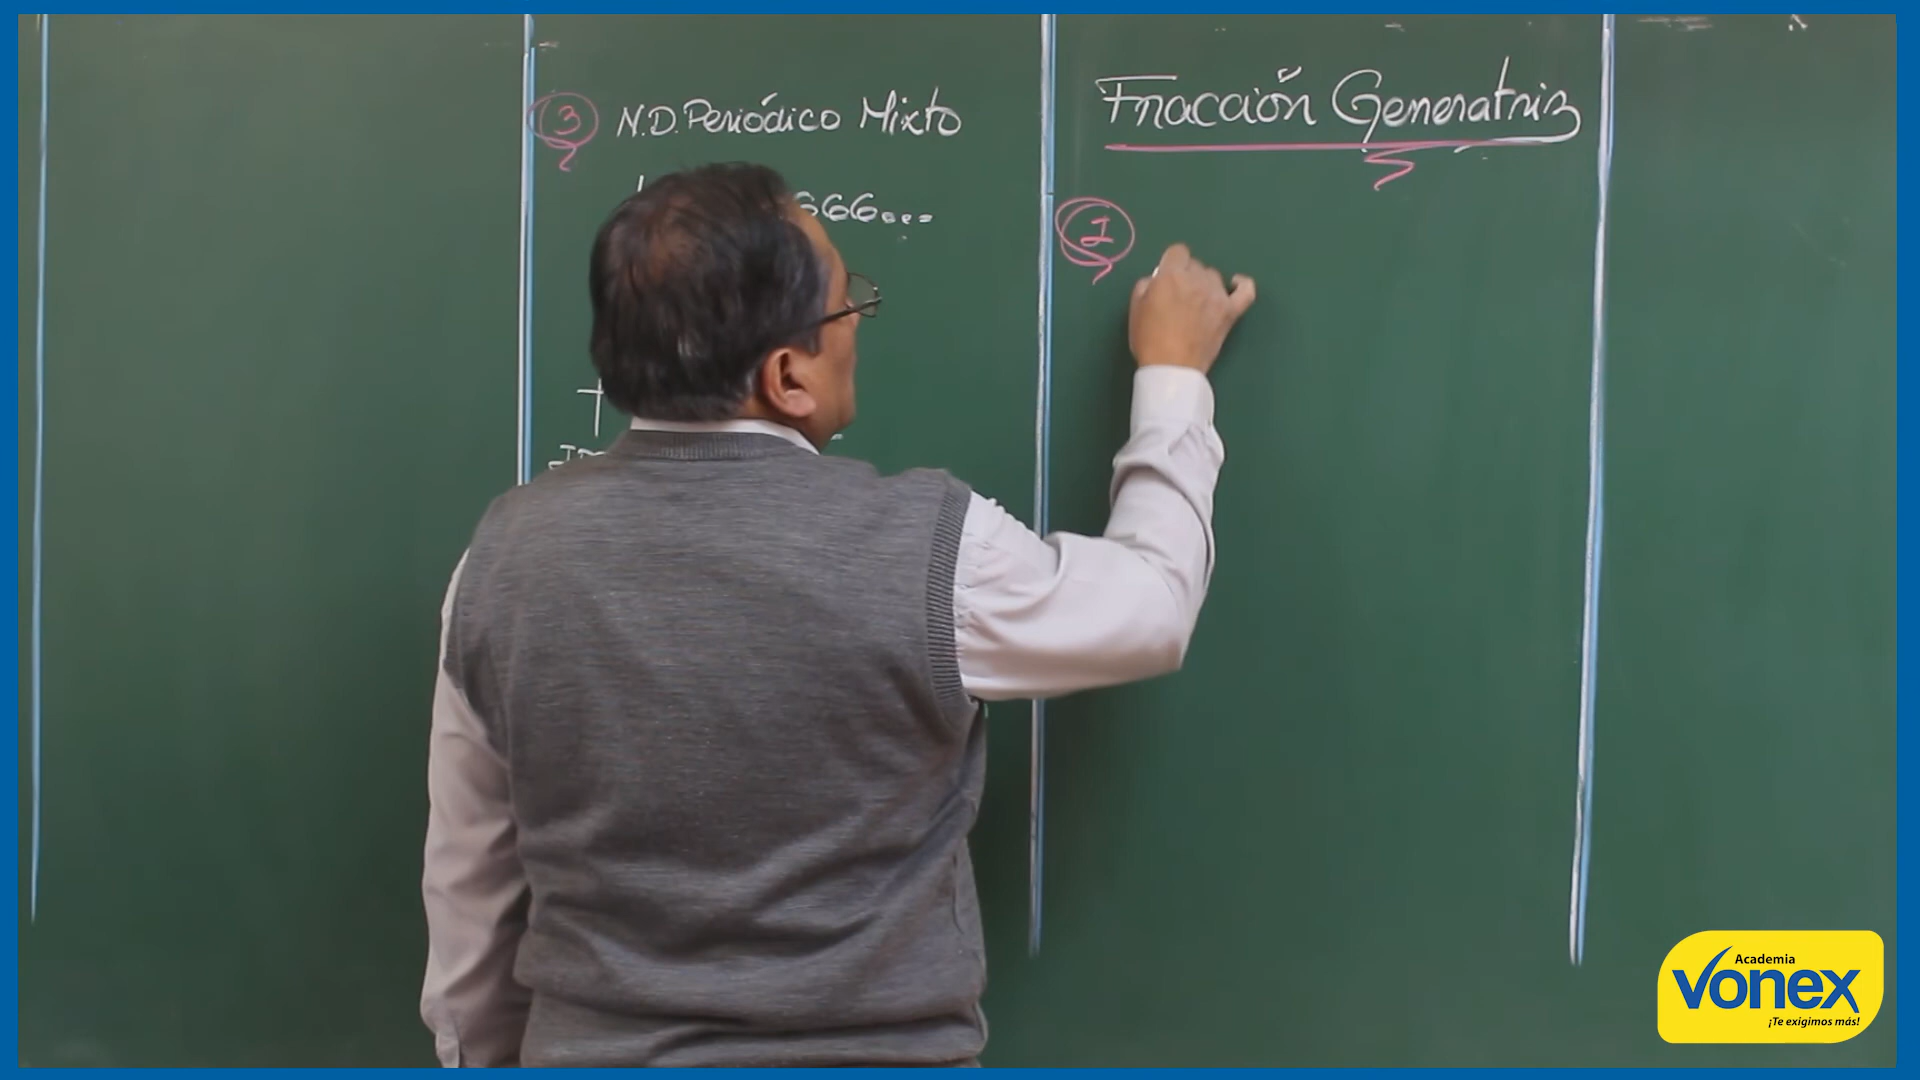 3 N.D. Periódico Mixto
666...
Fracción Generatriz
1
Academia
vonex
¡Te exigimos más!